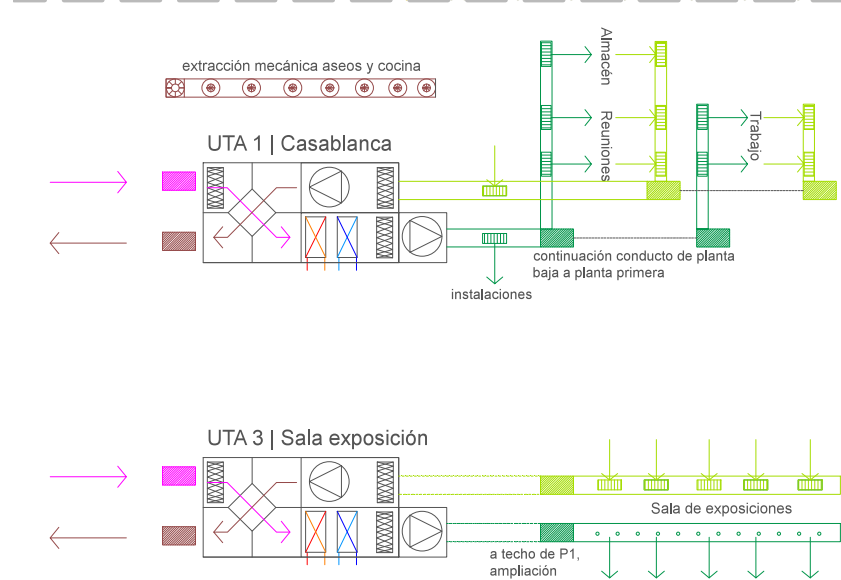 extracción mecánica aseos y cocina
UTA 1 | Casablanca
Almacén
Reuniones
Trabajo
continuación conducto de planta
baja a planta primera
instalaciones
UTA 3 | Sala exposición
Sala de exposiciones
a techo de P1,
ampliación